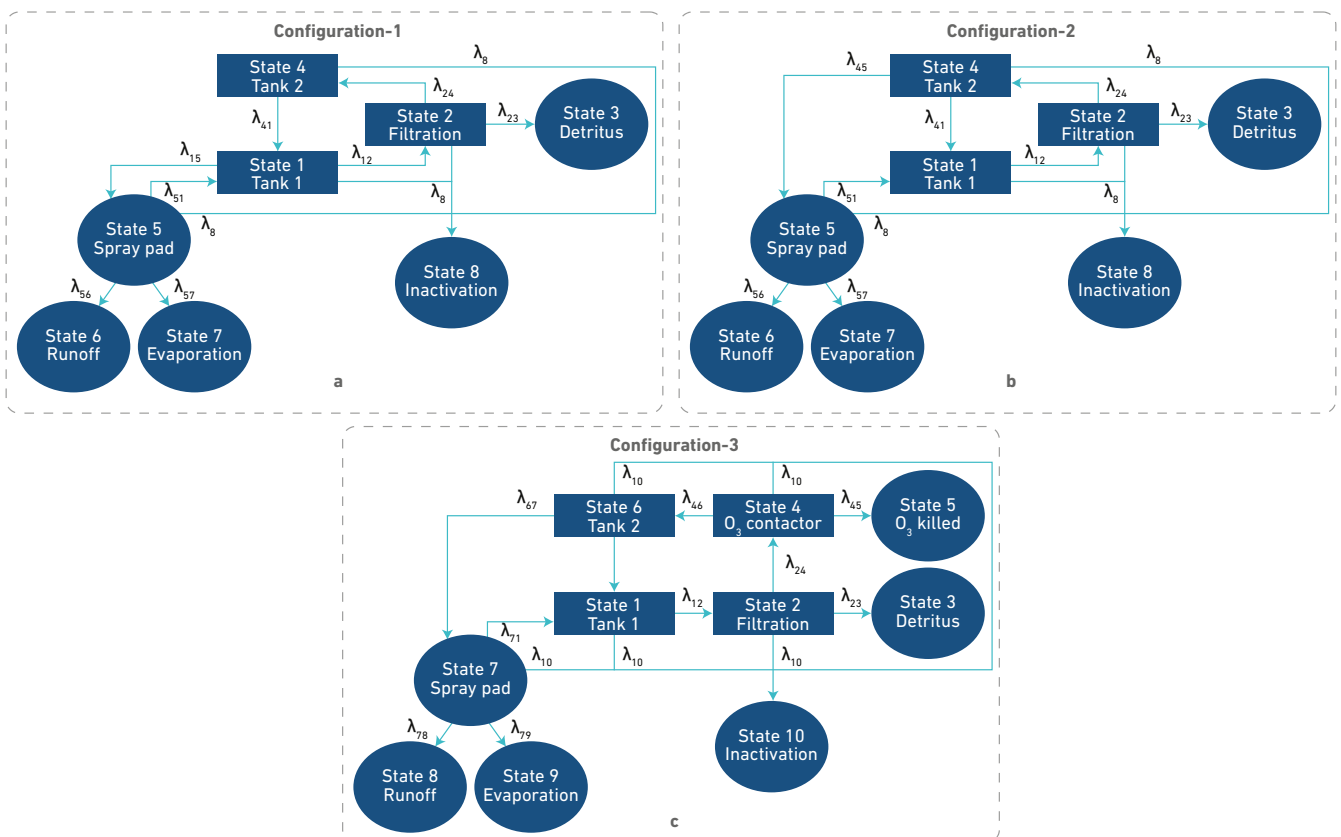 Configuration-1
λ8
State 4
Tank 2
λ24
State 2
Filtration
λ23
State 3
Detritus
λ41
λ15
State 1
Tank 1
λ12
λ51
λ8
State 5
Spray pad
λ8
State 8
Inactivation
λ56
λ57
State 6
Runoff
State 7
Evaporation
a
Configuration-2
λ8
λ45
State 4
Tank 2
λ24
State 2
Filtration
λ23
State 3
Detritus
λ41
State 1
Tank 1
λ12
λ51
λ8
State 5
Spray pad
λ8
State 8
Inactivation
λ56
λ57
State 6
Runoff
State 7
Evaporation
b
Configuration-3
λ10
λ10
λ67
State 6
Tank 2
λ46
State 4
O3 contactor
λ45
State 5
O3 killed
λ24
State 1
Tank 1
λ12
State 2
Filtration
λ23
State 3
Detritus
λ71
λ10
λ10
λ10
State 7
Spray pad
λ78
λ79
State 10
Inactivation
State 8
Runoff
State 9
Evaporation
c